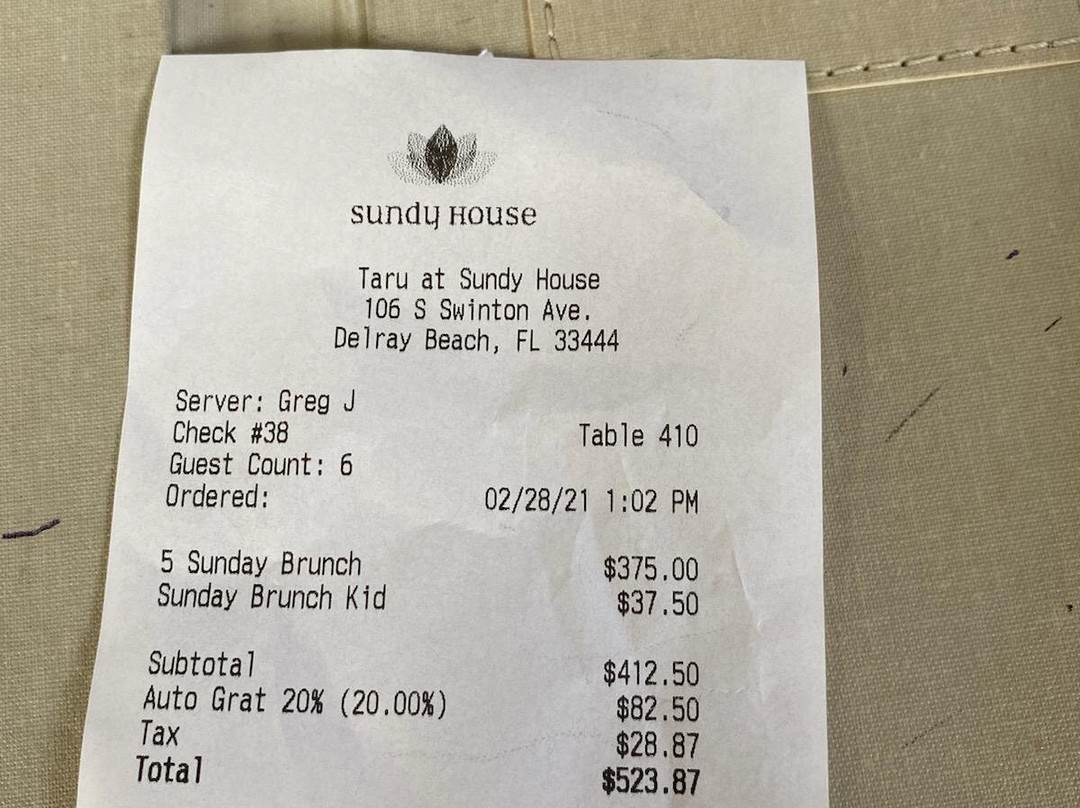 sundy House
Taru at Sundy House
106 S Swinton Ave.
Delray Beach, FL 33444
Server: Greg J
Check #38 Table 410
Guest Count: 6
Ordered: 02/28/21 1:02 PM
5 Sunday Brunch $375.00
Sunday Brunch Kid $37.50
Subtotal $412.50
Auto Grat 20% (20.00%) $82.50
Tax $28.87
Total $523.87